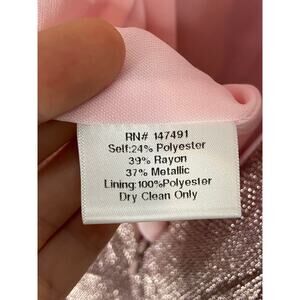 RN# 147491
Self:24% Polyester
39% Rayon
37% Metallic
Lining:100%Polyester
Dry Clean Only